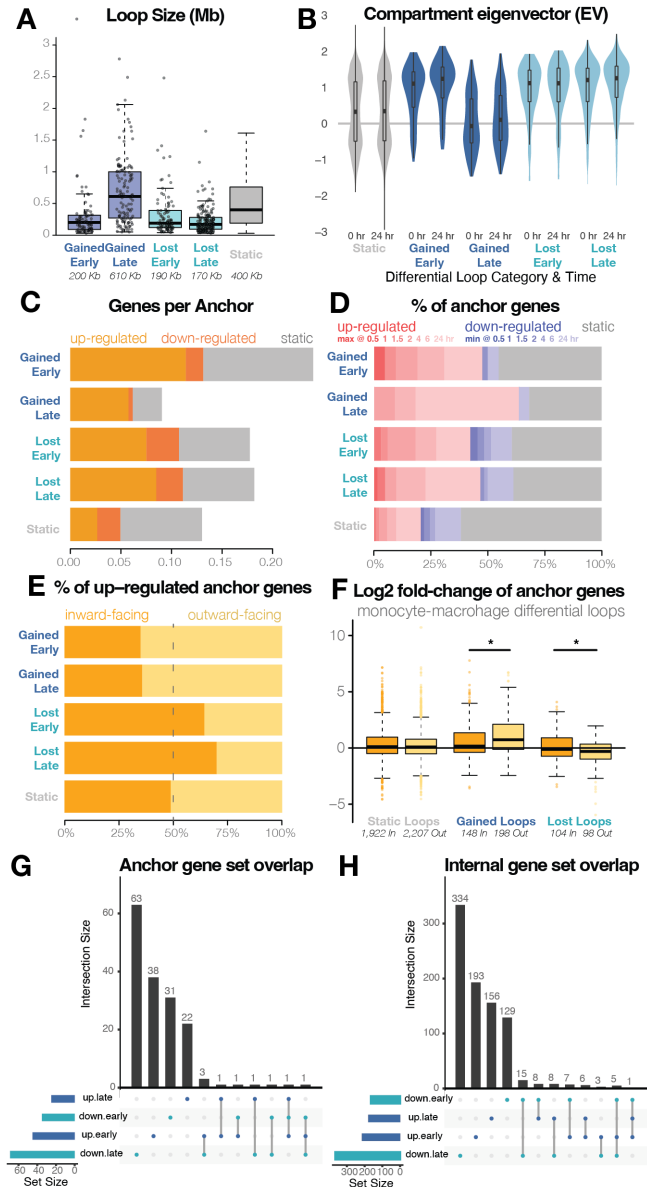 A
Loop Size (Mb)
3
2.5
2
1.5
1
0.5
0
Gained Early
Gained Late
Lost Early
Lost Late
Static
200 Kb
610 Kb
190 Kb
170 Kb
400 Kb
B
Compartment eigenvector (EV)
3
2
1
0
−1
−2
−3
0 hr 24 hr 0 hr 24 hr 0 hr 24 hr 0 hr 24 hr 0 hr 24 hr
Static
Gained Early
Gained Late
Lost Early
Lost Late
Differential Loop Category & Time
C
Genes per Anchor
up-regulated
down-regulated
static
Gained
Early
Gained
Late
Lost
Early
Lost
Late
Static
0.00 0.05 0.10 0.15 0.20
D
% of anchor genes
up-regulated
down-regulated
static
max @ 0.5 1 1.5 2 4 6 24 hr
min @ 0.5 1 1.5 2 4 6 24 hr
Gained
Early
Gained
Late
Lost
Early
Lost
Late
Static
0% 25% 50% 75% 100%
E
% of up–regulated anchor genes
inward-facing
outward-facing
Gained
Early
Gained
Late
Lost
Early
Lost
Late
Static
0% 25% 50% 75% 100%
F
Log2 fold-change of anchor genes
monocyte-macrohage differential loops
10
5
0
−5
*
*
Static Loops
Gained Loops
Lost Loops
1,922 In 2,207 Out 148 In 198 Out 104 In 98 Out
G
Anchor gene set overlap
Intersection Size
60
40
20
0
63
38
31
22
3
1
1
1
1
1
1
up.late
down.early
up.early
down.late
60 40 20 0
Set Size
H
Internal gene set overlap
Intersection Size
300
200
100
0
334
193
156
129
15
8
8
7
6
3
5
1
down.early
up.late
up.early
down.late
300 200 100 0
Set Size